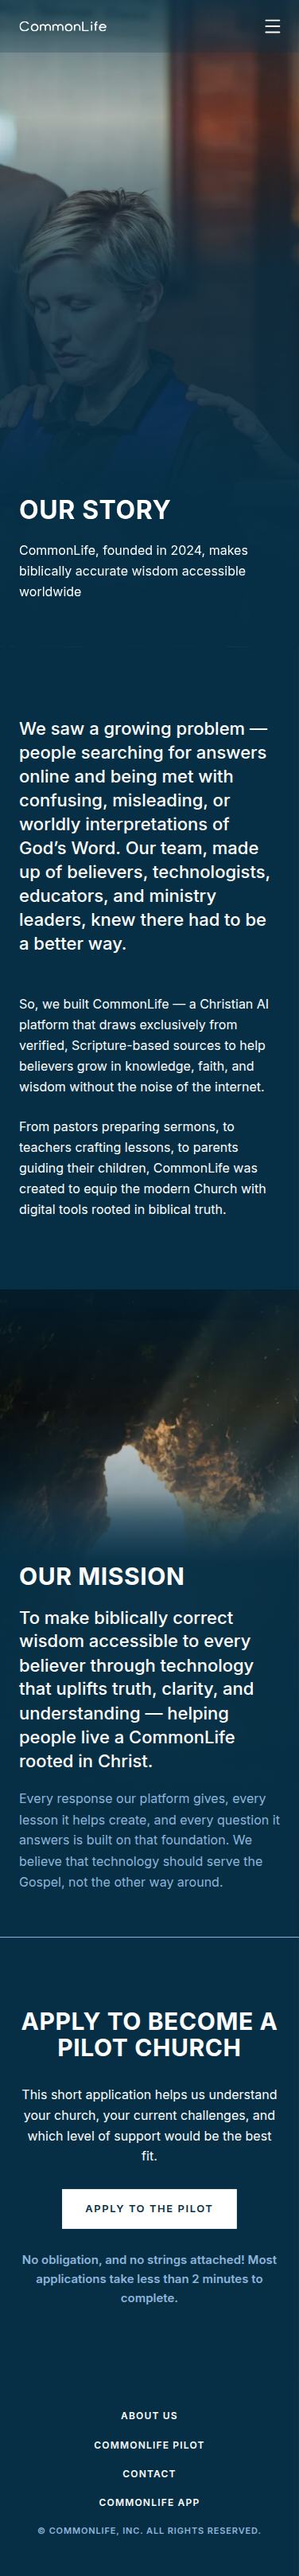 CommonLife
OUR STORY
CommonLife, founded in 2024, makes
biblically accurate wisdom accessible
worldwide
We saw a growing problem —
people searching for answers
online and being met with
confusing, misleading, or
worldly interpretations of
God’s Word. Our team, made
up of believers, technologists,
educators, and ministry
leaders, knew there had to be
a better way.
So, we built CommonLife — a Christian AI
platform that draws exclusively from
verified, Scripture-based sources to help
believers grow in knowledge, faith, and
wisdom without the noise of the internet.
From pastors preparing sermons, to
teachers crafting lessons, to parents
guiding their children, CommonLife was
created to equip the modern Church with
digital tools rooted in biblical truth.
OUR MISSION
To make biblically correct
wisdom accessible to every
believer through technology
that uplifts truth, clarity, and
understanding — helping
people live a CommonLife
rooted in Christ.
Every response our platform gives, every
lesson it helps create, and every question it
answers is built on that foundation. We
believe that technology should serve the
Gospel, not the other way around.
APPLY TO BECOME A
PILOT CHURCH
This short application helps us understand
your church, your current challenges, and
which level of support would be the best
fit.
APPLY TO THE PILOT
No obligation, and no strings attached! Most
applications take less than 2 minutes to
complete.
ABOUT US
COMMONLIFE PILOT
CONTACT
COMMONLIFE APP
© COMMONLIFE, INC. ALL RIGHTS RESERVED.